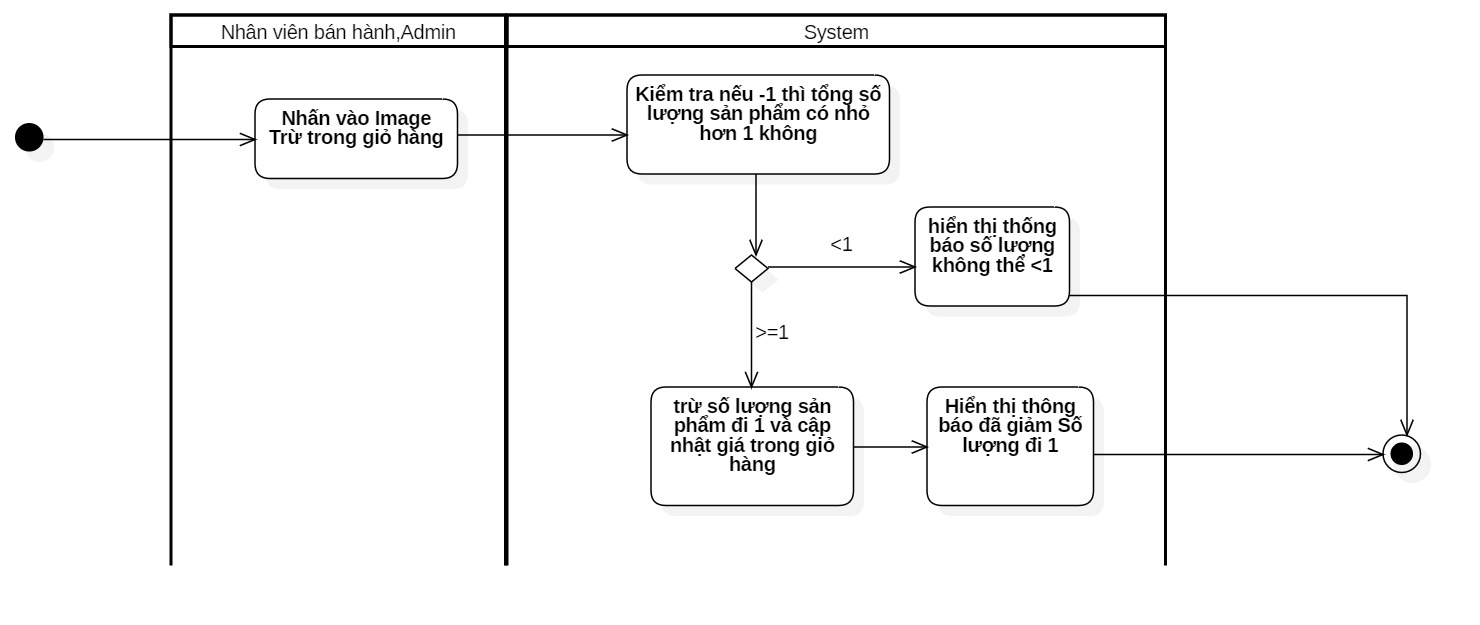 Nhân viên bán hành,Admin
System
Nhấn vào Image
Trừ trong giỏ hàng
Kiểm tra nếu -1 thì tổng số
lượng sản phẩm có nhỏ
hơn 1 không
<1
hiển thị thống
báo số lương
không thể <1
>=1
trừ số lượng sản
phẩm đi 1 và cập
nhật giá trong giỏ
hàng
Hiển thị thông
báo đã giảm Số
lượng đi 1